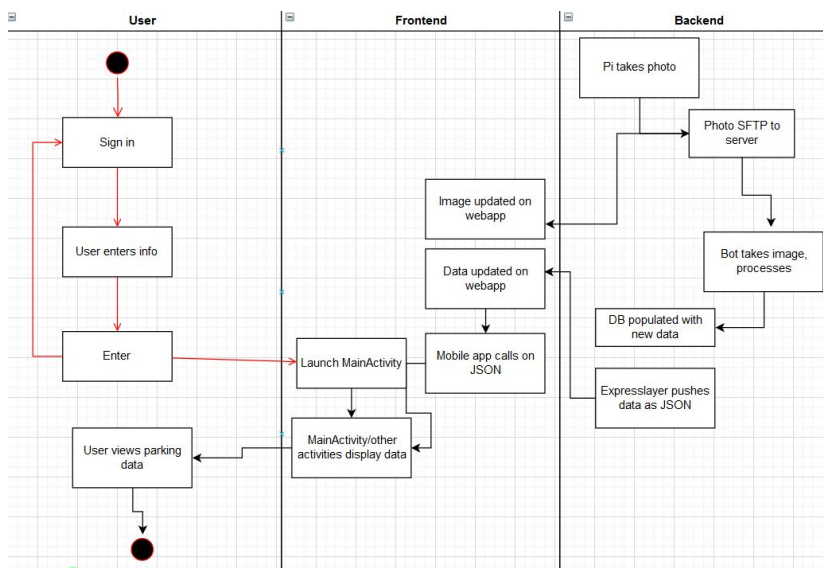 User
Frontend
Backend
Pi takes photo
Sign in
Photo SFTP to
server
Image updated on
webapp
User enters info
Data updated on
webapp
Bot takes image,
processes
DB populated with
new data
Enter
Launch MainActivity
Mobile app calls on
JSON
Expresslayer pushes
data as JSON
User views parking
data
MainActivity/other
activities display data